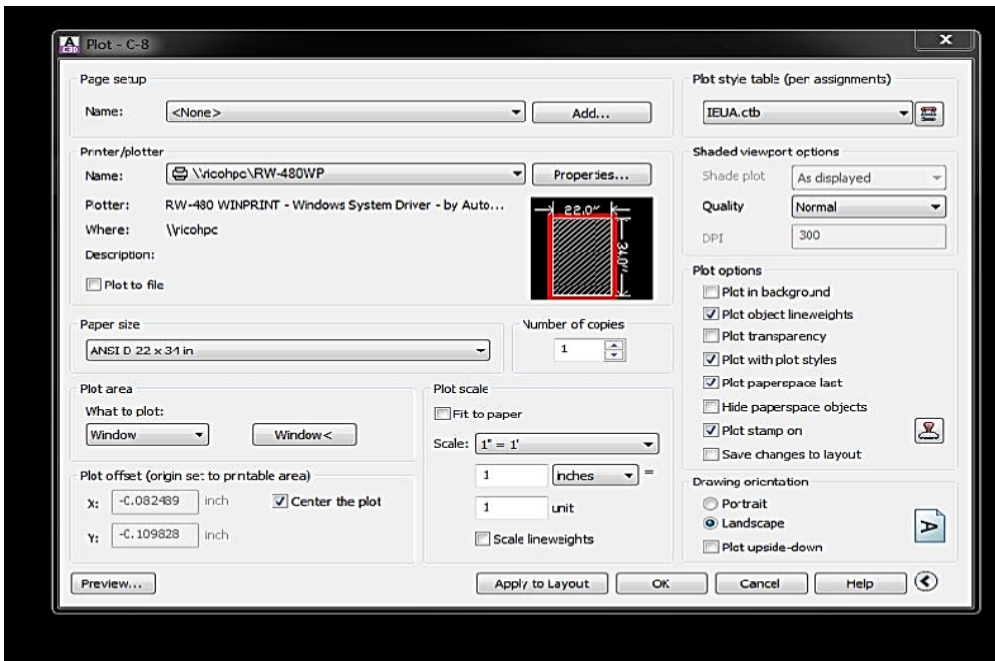 Plot - C-8
Page setup
Name: <None> Add...
Printer/plotter
Name: \\ricohpc\RW-480WP Properties...
Plotter: RW-480 WINPRINT - Windows System Driver - by Auto...
Where: \\ricohpc
Description:
Plot to file
22.0″
34.0″
Paper size
ANSI D 22 x 34 in
Number of copies
1
Plot area
What to plot:
Window Window<
Plot offset (origin set to printable area)
X: -0.082489 inch Center the plot
Y: -0.109828 inch
Plot scale
Fit to paper
Scale: 1" = 1'
1 inches =
1 unit
Scale lineweights
Plot style table (pen assignments)
IEUA.ctb
Shaded viewport options
Shade plot As displayed
Quality Normal
DPI 300
Plot options
Plot in background
Plot object lineweights
Plot transparency
Plot with plot styles
Plot paperspace last
Hide paperspace objects
Plot stamp on
Save changes to layout
Drawing orientation
Portrait
Landscape
Plot upside-down
A
Preview... Apply to Layout OK Cancel Help